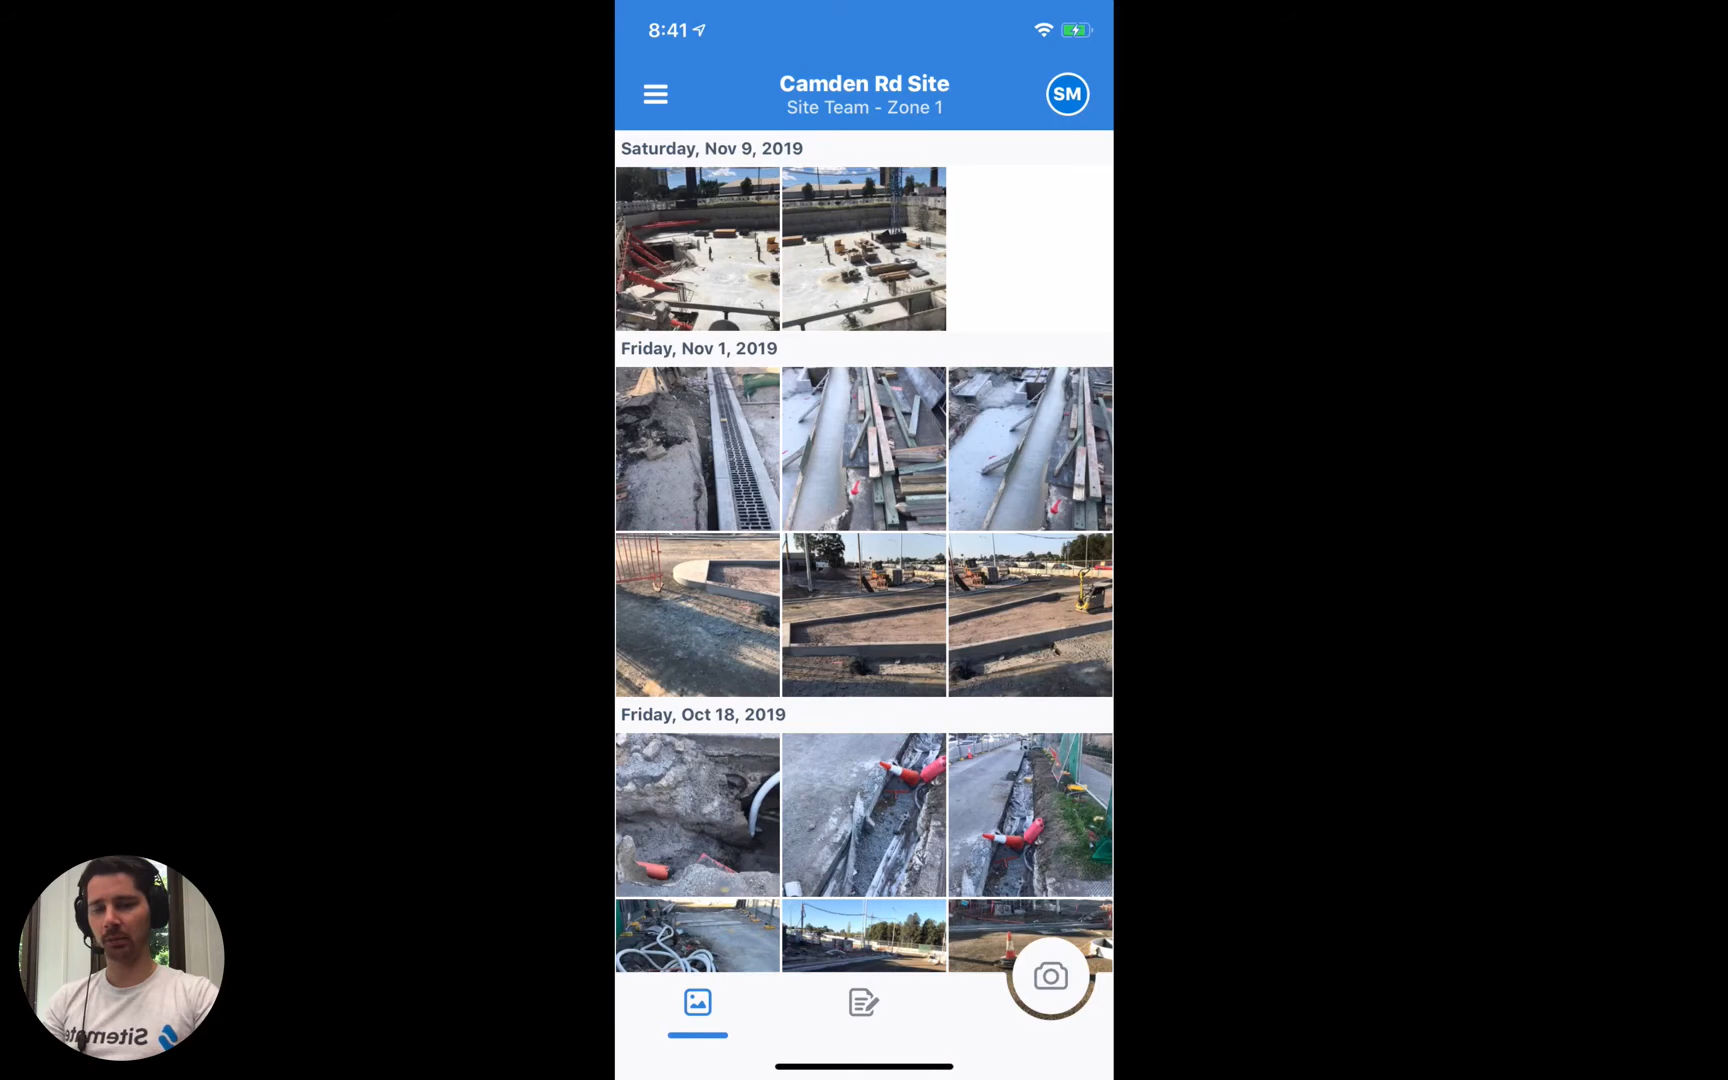 8:41
Camden Rd Site
Site Team - Zone 1
SM
Saturday, Nov 9, 2019
Friday, Nov 1, 2019
Friday, Oct 18, 2019
Sitemate